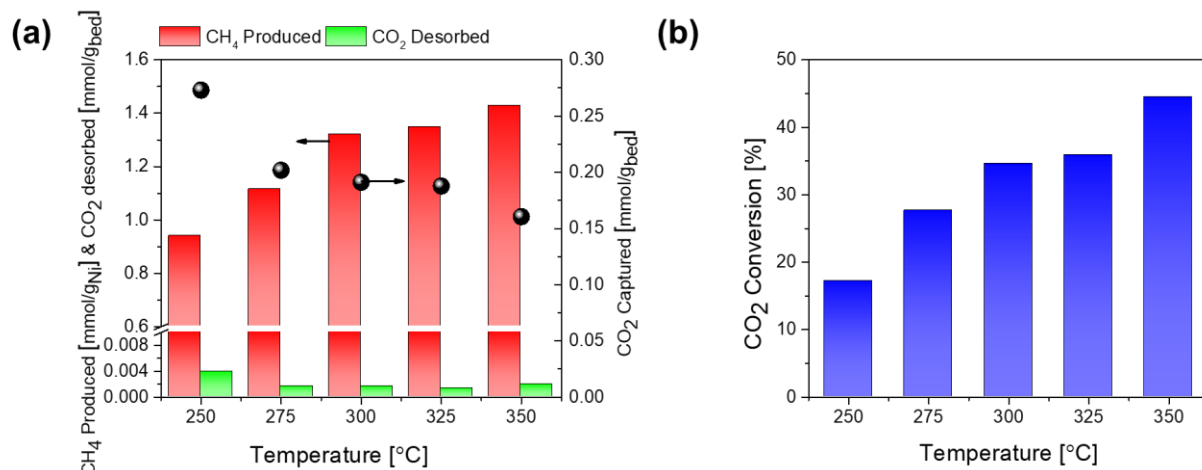 (a)
CH₄ Produced
CO₂ Desorbed
CH₄ Produced [mmol/g_Ni] & CO₂ desorbed [mmol/g_bed]
1.6
1.4
1.2
1.0
0.8
0.6
0.008
0.004
0.000
0.30
0.25
0.20
0.15
0.10
0.05
0.00
CO₂ Captured [mmol/g_bed]
250 275 300 325 350
Temperature [°C]
(b)
CO₂ Conversion [%]
50
40
30
20
10
0
250 275 300 325 350
Temperature [°C]